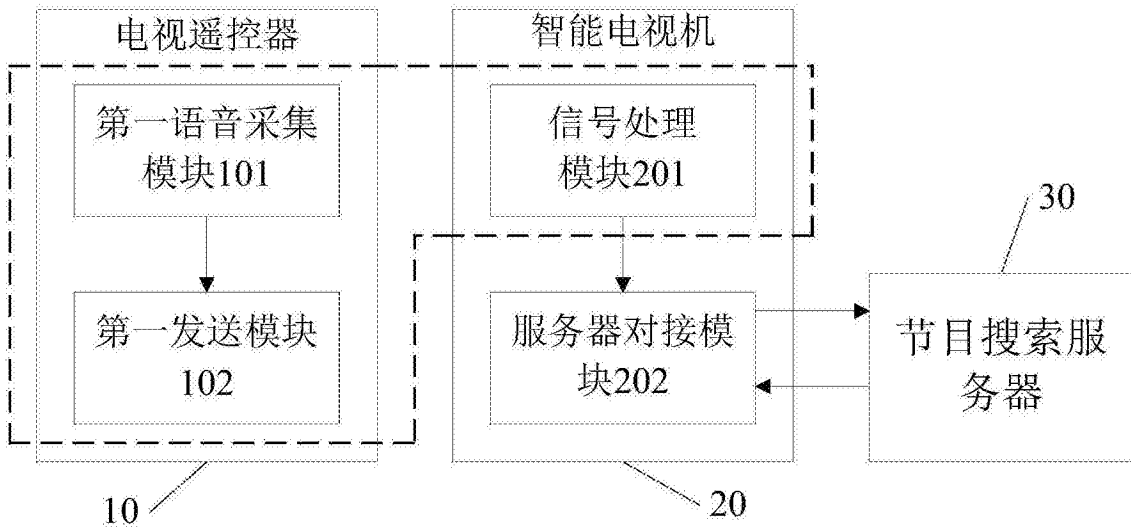 电视遥控器
第一语音采集
模块101
第一发送模块
102
10
智能电视机
信号处理
模块201
服务器对接模
块202
20
30
节目搜索服
务器